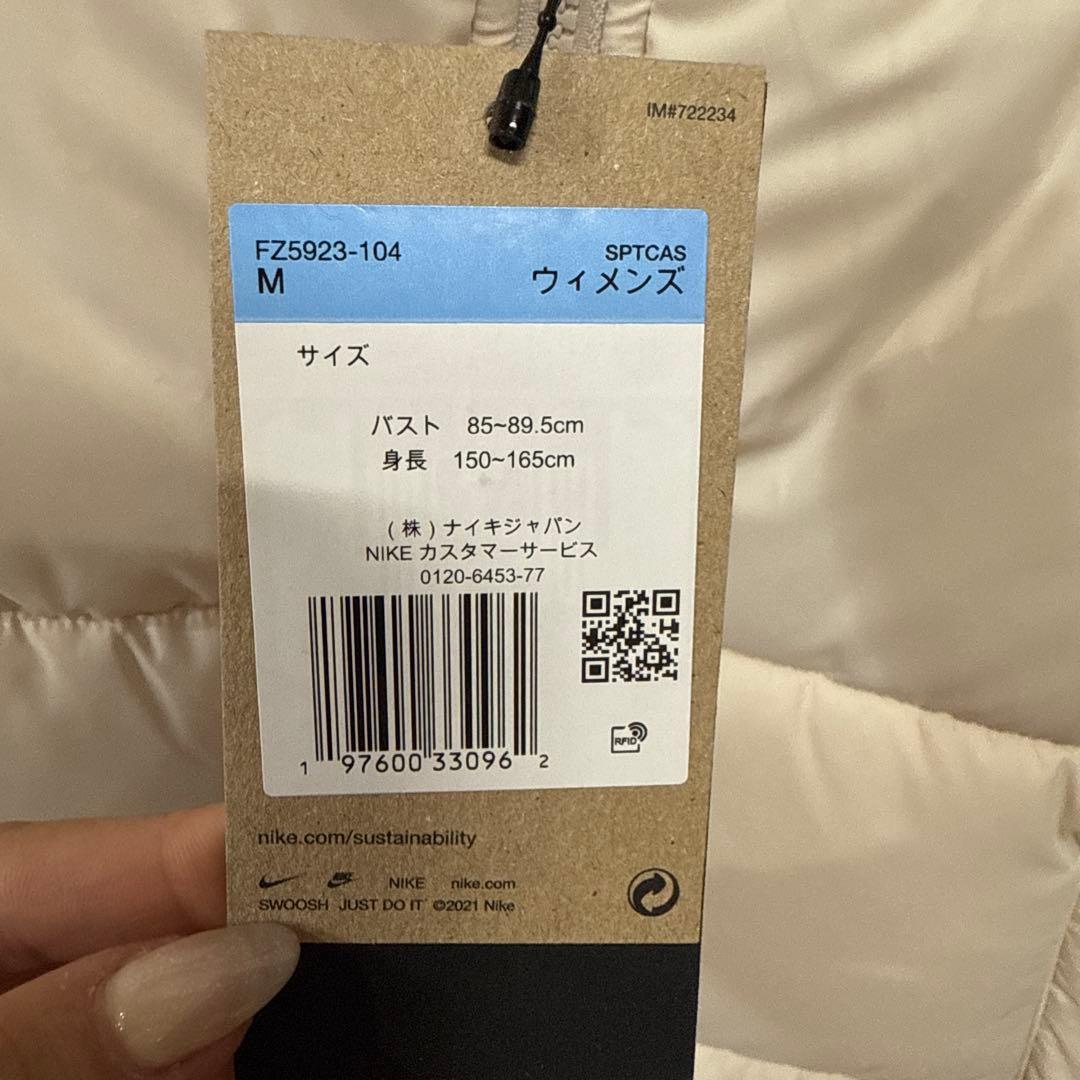 IM#722234
FZ5923-104 SPTCAS
M ウィメンズ
サイズ
バスト 85~89.5cm
身長 150~165cm
(株)ナイキジャパン
NIKE カスタマーサービス
0120-6453-77
RFID
1 97600 33096 2
nike.com/sustainability
NIKE nike.com
SWOOSH JUST DO IT ©2021 Nike